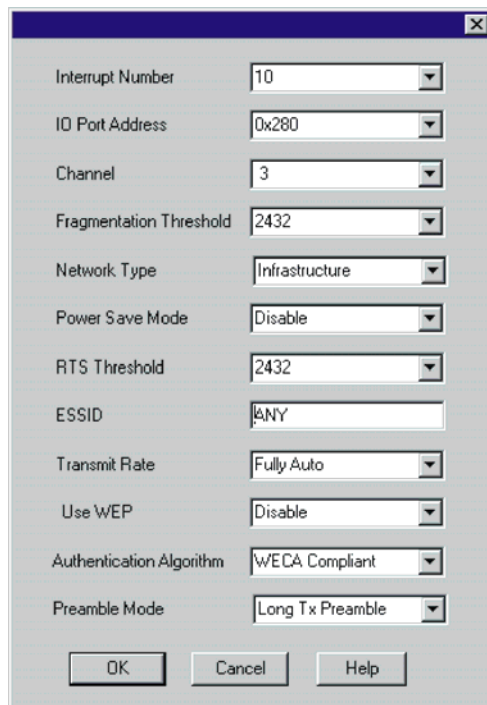 Interrupt Number 10
IO Port Address 0x280
Channel 3
Fragmentation Threshold 2432
Network Type Infrastructure
Power Save Mode Disable
RTS Threshold 2432
ESSID ANY
Transmit Rate Fully Auto
Use WEP Disable
Authentication Algorithm WECA Compliant
Preamble Mode Long Tx Preamble
OK Cancel Help